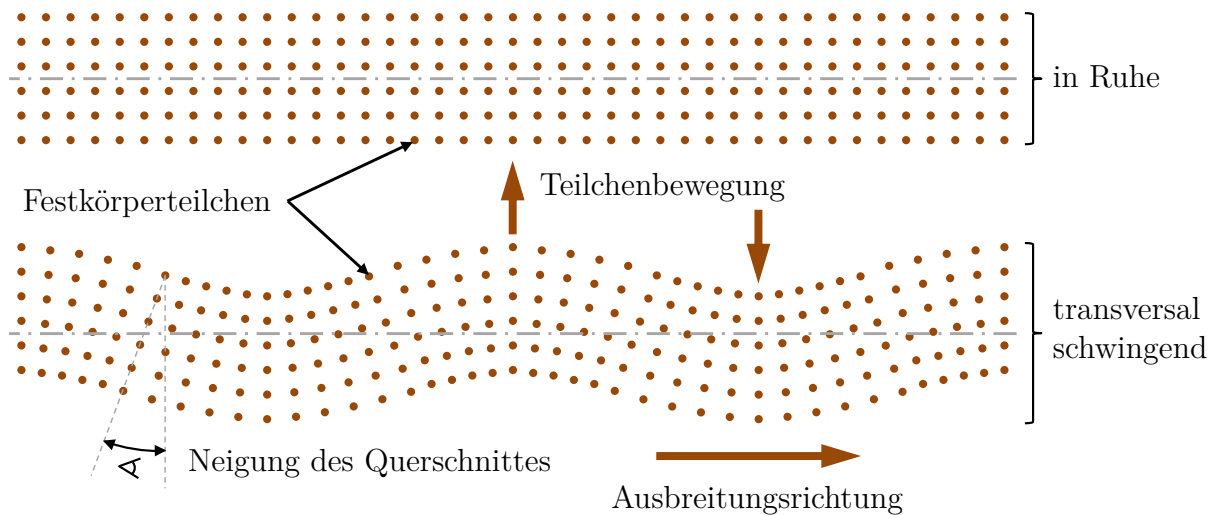 in Ruhe
Teilchenbewegung
Festkörperteilchen
transversal
schwingend
∢
Neigung des Querschnittes
Ausbreitungsrichtung